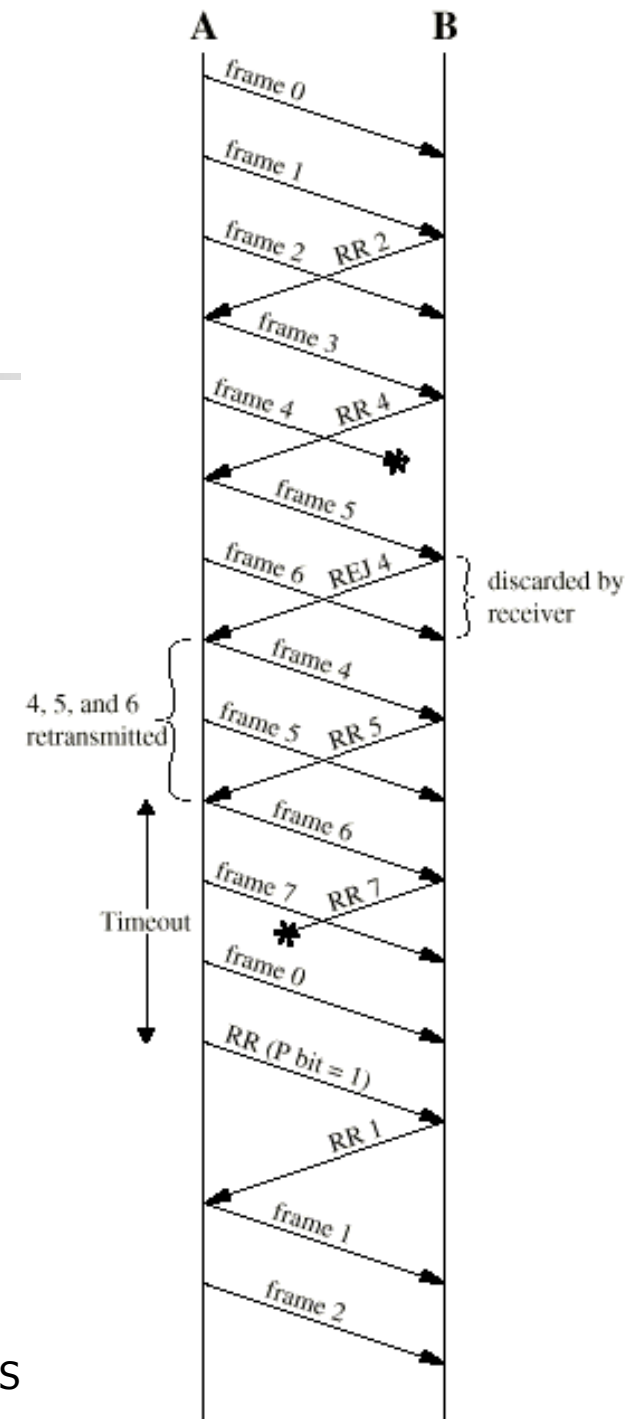 A B
frame 0
frame 1
frame 2 RR 2
frame 3
frame 4 RR 4
frame 5
frame 6 REJ 4
discarded by
receiver
frame 4
4, 5, and 6
retransmitted
frame 5 RR 5
frame 6
frame 7 RR 7
Timeout
frame 0
RR (P bit = 1)
RR 1
frame 1
frame 2
S